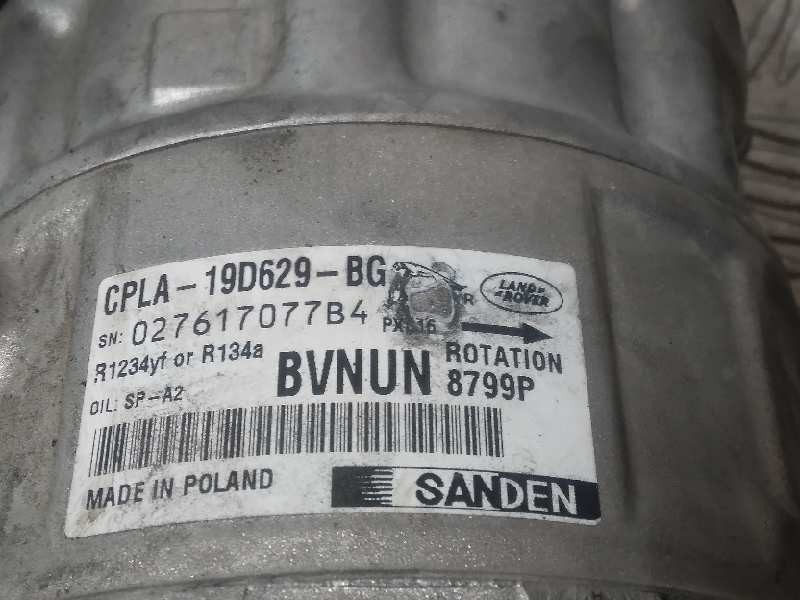 CPLA-19D629-BG
LAND ROVER
SN: 027617077B4
R1234yf or R134a
BVNUN
ROTATION
8799P
OIL: SP-A2
MADE IN POLAND
SANDEN